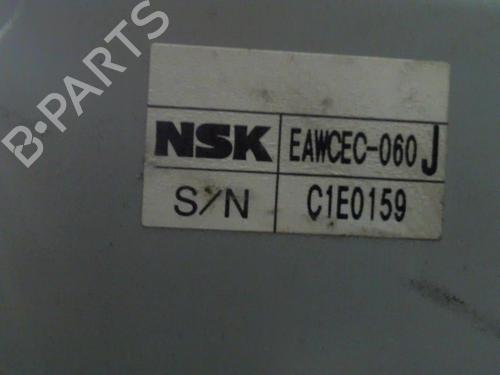 B-PARTS
NSK EAWCEC-060 J
S/N C1E0159